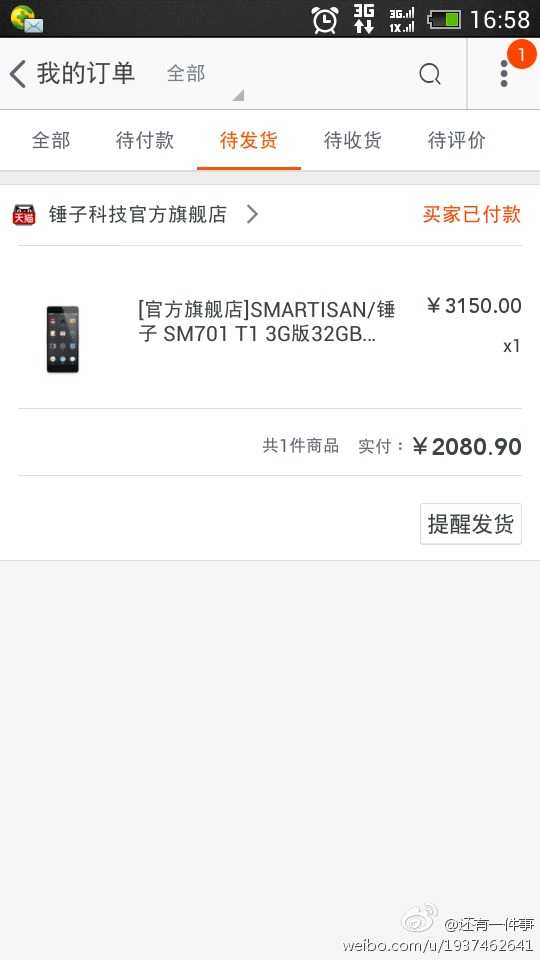 3G 3G 1X 16:58
我的订单 全部 1
全部 待付款 待发货 待收货 待评价
天猫 锤子科技官方旗舰店 买家已付款
[官方旗舰店]SMARTISAN/锤 ￥3150.00
子 SM701 T1 3G版32GB...
x1
共1件商品 实付：￥2080.90
提醒发货
@还有一件事
weibo.com/u/1937462641